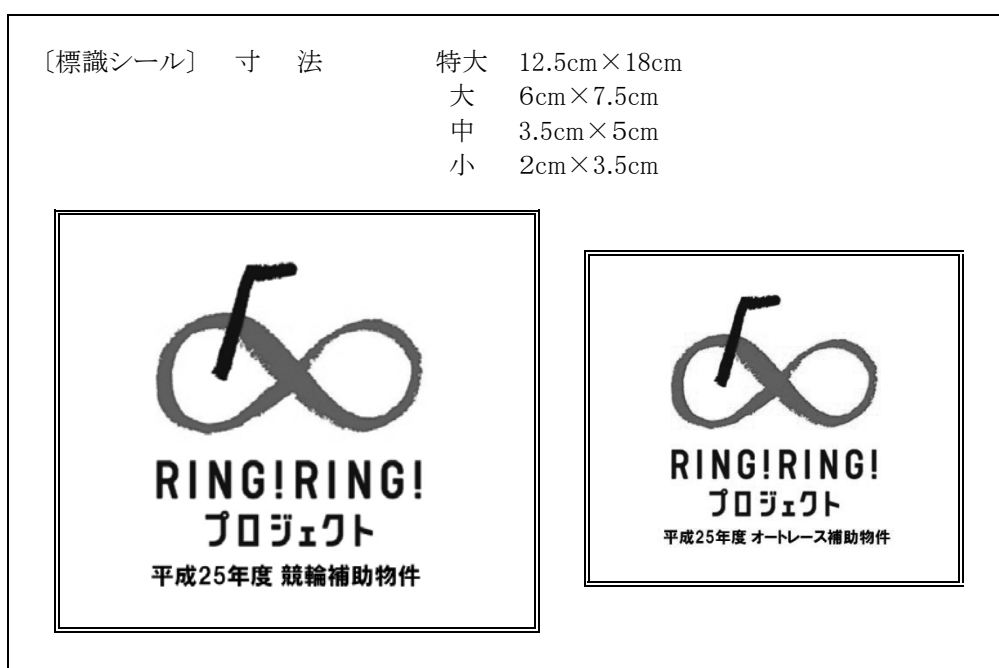 〔標識シール〕 寸 法 特大 12.5cm×18cm
大 6cm×7.5cm
中 3.5cm×5cm
小 2cm×3.5cm
RING!RING!
プロジェクト
平成25年度 競輪補助物件
RING!RING!
プロジェクト
平成25年度 オートレース補助物件